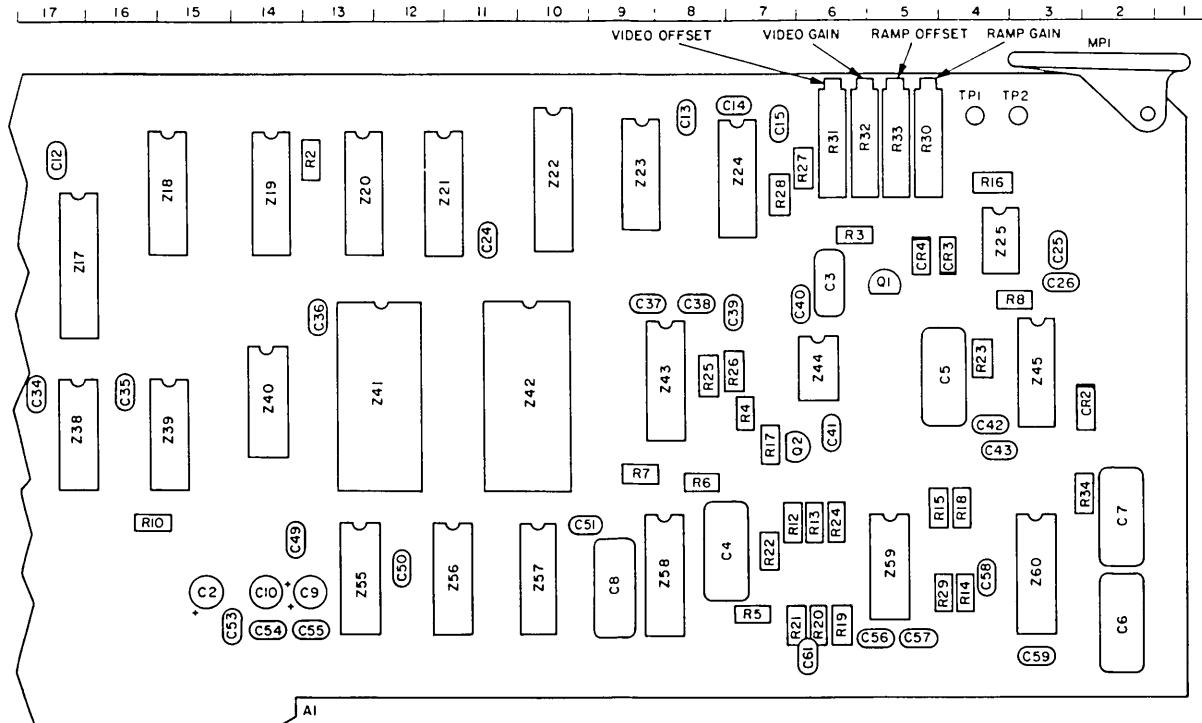 17 16 15 14 13 12 11 10 9 8 7 6 5 4 3 2 1
VIDEO OFFSET VIDEO GAIN RAMP OFFSET RAMP GAIN
MP1
TP1 TP2
C12
Z18
Z19
R2
Z20
Z21
Z22
Z23
C13
C14
Z24
C15
R28
R27
R31
R32
R33
R30
R16
Z17
C24
R3
C3
Q1
CR4
CR3
Z25
C25
C26
R8
C36
C37 C38
C39
C40
C34
Z38
C35
Z39
Z40
Z41
Z42
Z43
R25
R26
R4
R17
Q2
Z44
C41
C5
R23
Z45
C42
C43
CR2
R7
R6
R34
C7
R10
C49
C51
C4
R22
R12
R13
R24
R15
R18
C2
C10
C9
Z55
C50
Z56
Z57
C8
Z58
Z59
R29
R14
C58
Z60
C6
+ + +
C53
C54 C55
R5
R21
R20
R19
C61
C56 C57
C59
A1